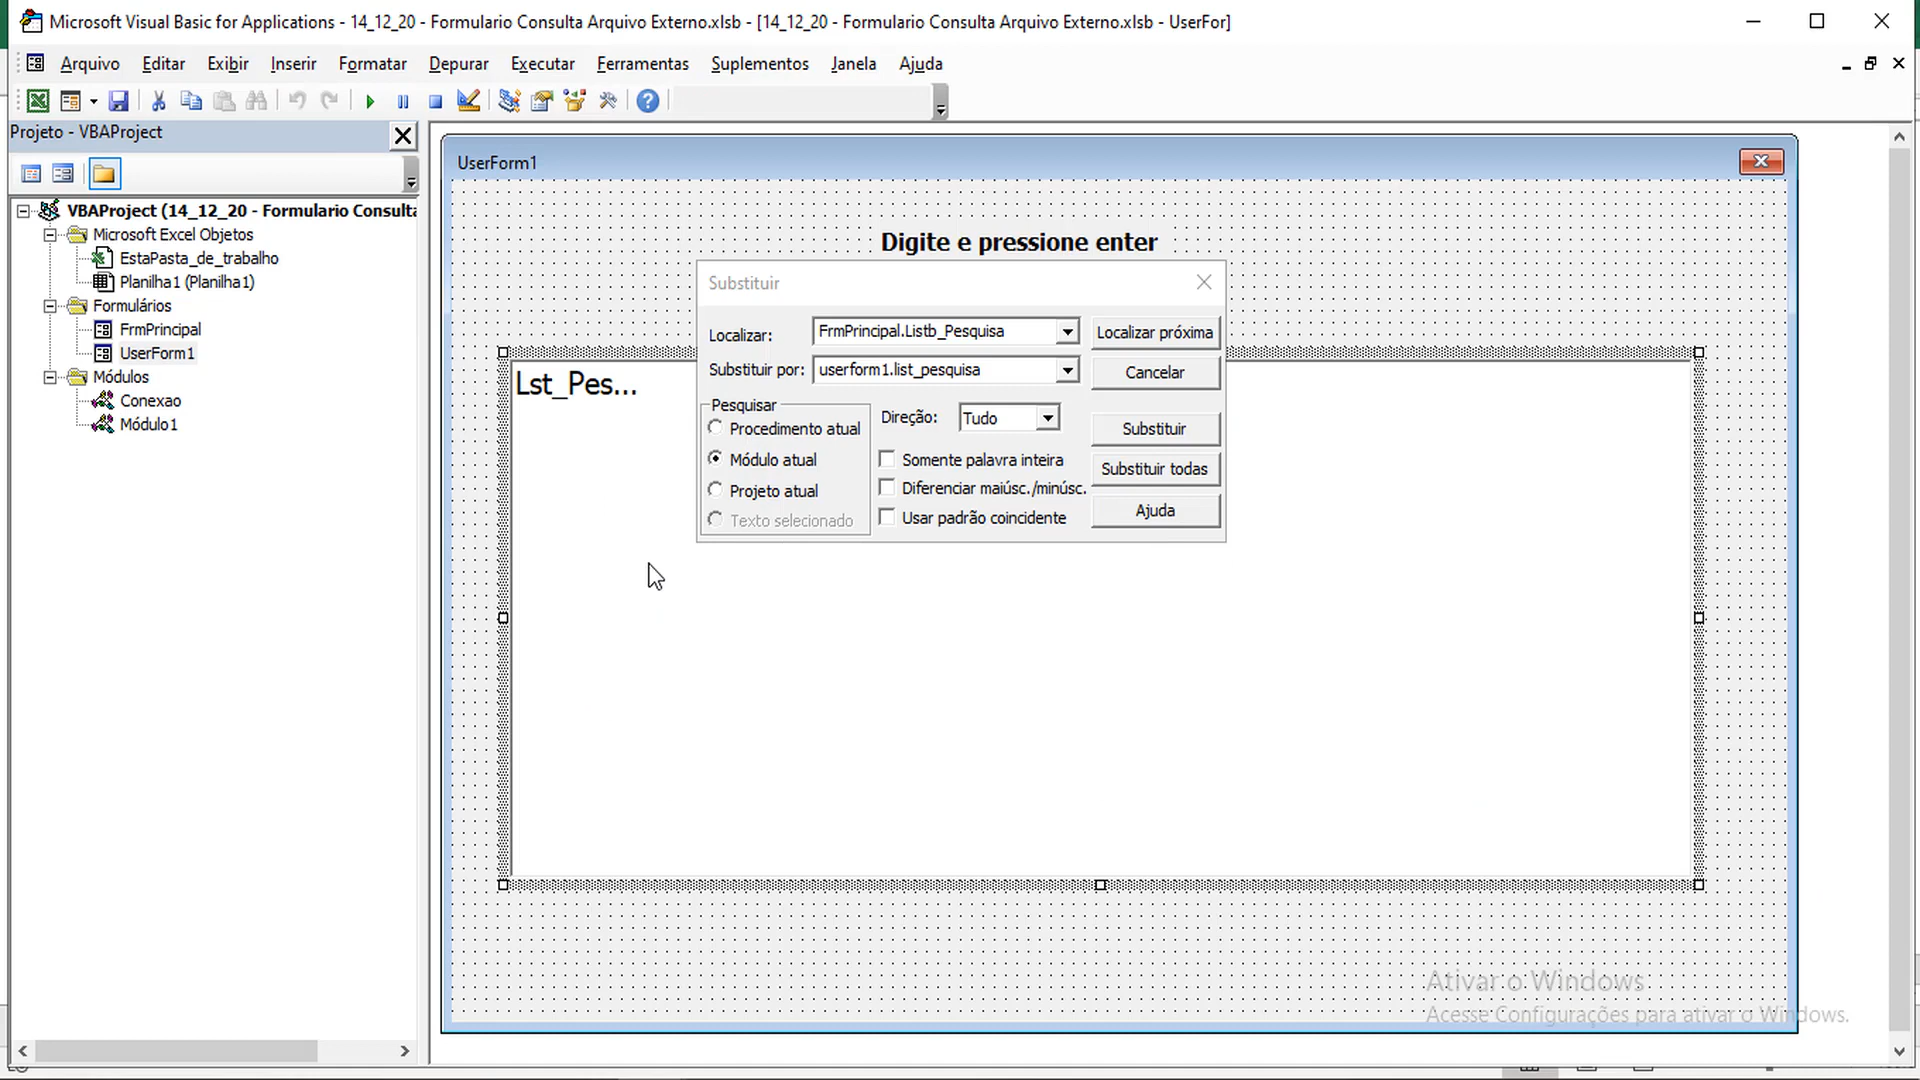 Microsoft Visual Basic for Applications - 14_12_20 - Formulario Consulta Arquivo Externo.xlsb - [14_12_20 - Formulario Consulta Arquivo Externo.xlsb - UserFor]
Arquivo Editar Exibir Inserir Formatar Depurar Executar Ferramentas Suplementos Janela Ajuda
Projeto - VBAProject
VBAProject (14_12_20 - Formulario Consulta
Microsoft Excel Objetos
EstaPasta_de_trabalho
Planilha1 (Planilha1)
Formulários
FrmPrincipal
UserForm1
Módulos
Conexao
Módulo1
UserForm1
Digite e pressione enter
Lst_Pes...
Substituir
Localizar: FrmPrincipal.Listb_Pesquisa Localizar próxima
Substituir por: userform1.list_pesquisa Cancelar
Pesquisar
Procedimento atual
Módulo atual
Projeto atual
Texto selecionado
Direção: Tudo
Somente palavra inteira
Diferenciar maiúsc./minúsc.
Usar padrão coincidente
Substituir
Substituir todas
Ajuda
Ativar o Windows
Acesse Configurações para ativar o Windows.